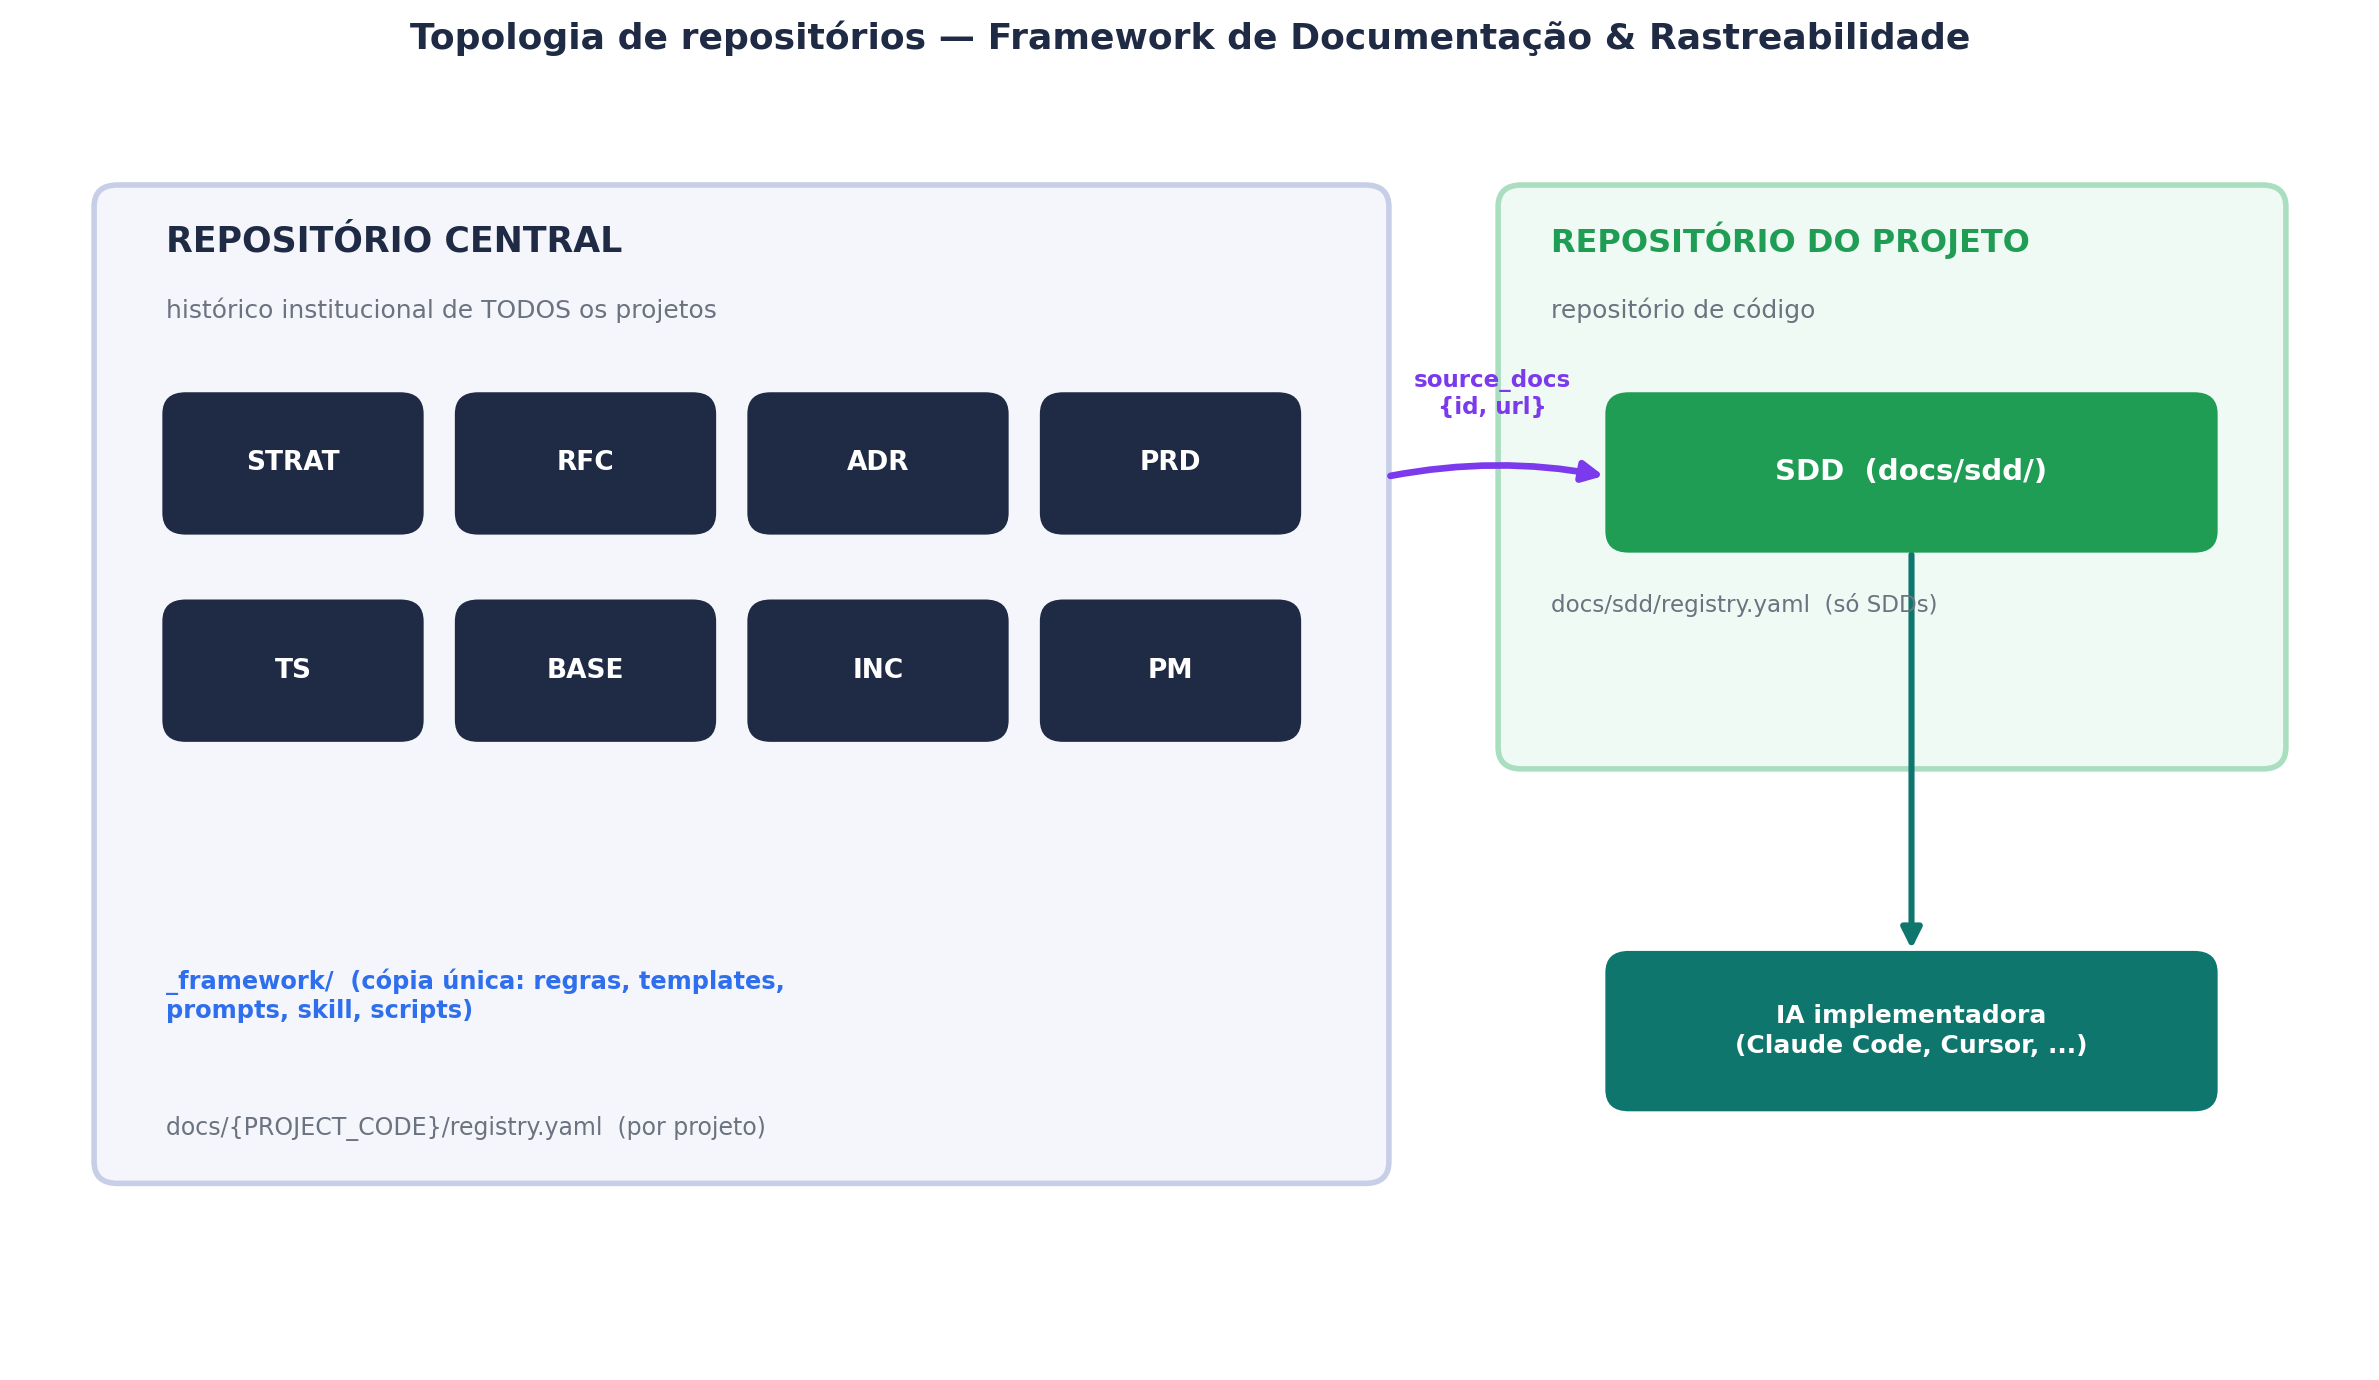 Topologia de repositórios — Framework de Documentação & Rastreabilidade
REPOSITÓRIO CENTRAL
histórico institucional de TODOS os projetos
STRAT
RFC
ADR
PRD
TS
BASE
INC
PM
_framework/  (cópia única: regras, templates,
prompts, skill, scripts)
docs/{PROJECT_CODE}/registry.yaml  (por projeto)
source_docs
{id, url}
REPOSITÓRIO DO PROJETO
repositório de código
SDD  (docs/sdd/)
docs/sdd/registry.yaml  (só SDDs)
IA implementadora
(Claude Code, Cursor, ...)